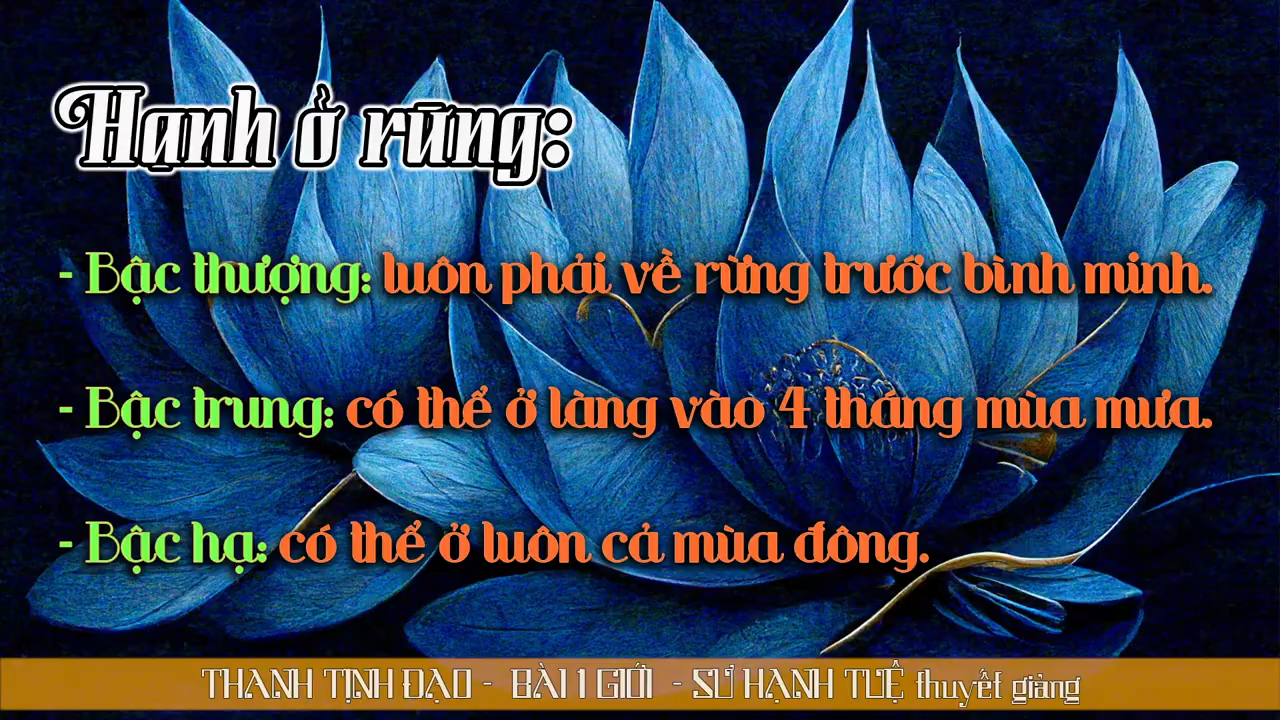 Hạnh ở rừng:
- Bậc thượng: luôn phải về rừng trước bình minh.
- Bậc trung: có thể ở làng vào 4 tháng mùa mưa.
- Bậc hạ: có thể ở luôn cả mùa đông.
THANH TỊNH ĐẠO - BÀI 1 GIỚI - SƯ HẠNH TUỆ thuyết giàng